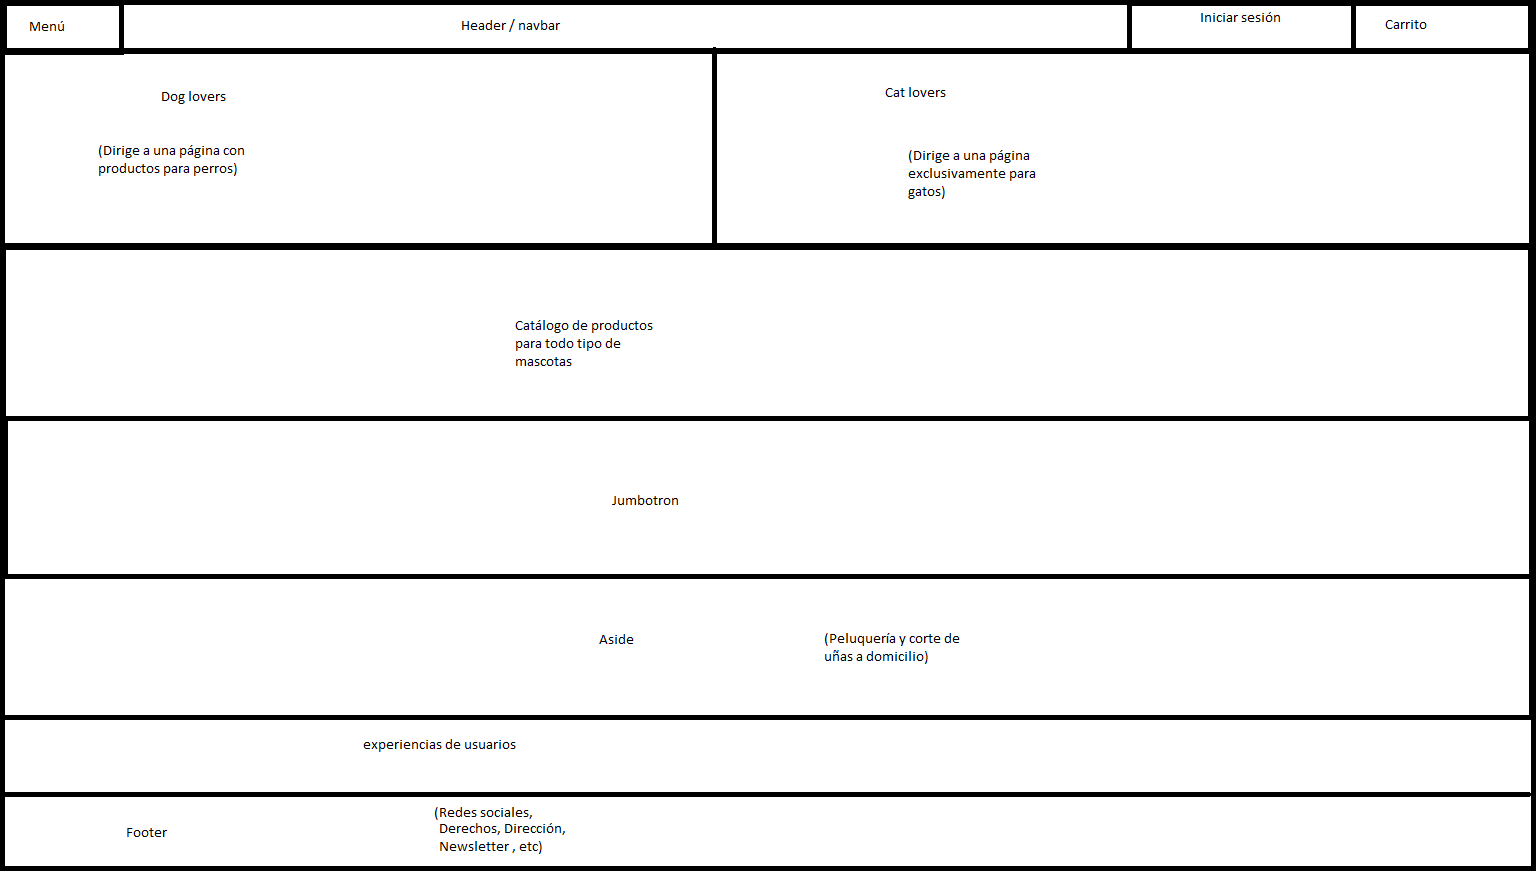 Menú
Header / navbar
Iniciar sesión
Carrito
Dog lovers
(Dirige a una página con
productos para perros)
Cat lovers
(Dirige a una página
exclusivamente para
gatos)
Catálogo de productos
para todo tipo de
mascotas
Jumbotron
Aside
(Peluquería y corte de
uñas a domicilio)
experiencias de usuarios
Footer
(Redes sociales,
Derechos, Dirección,
Newsletter , etc)